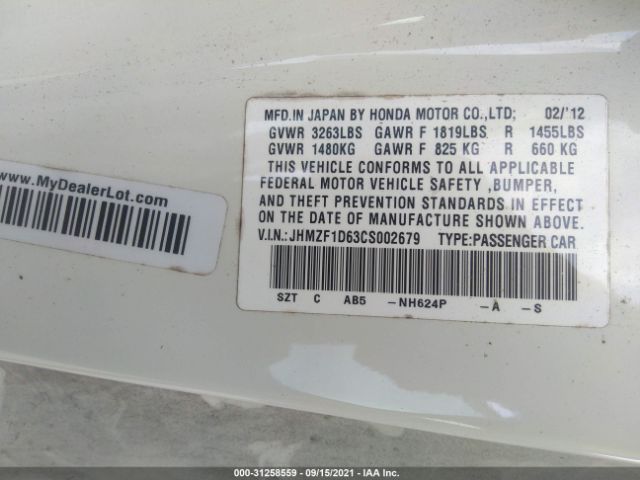 MFD.IN JAPAN BY HONDA MOTOR CO.,LTD; 02/'12
GVWR 3263LBS GAWR F 1819LBS R 1455LBS
GVWR 1480KG GAWR F 825 KG R 660 KG
THIS VEHICLE CONFORMS TO ALL APPLICABLE
FEDERAL MOTOR VEHICLE SAFETY ,BUMPER,
AND THEFT PREVENTION STANDARDS IN EFFECT
ON THE DATE OF MANUFACTURE SHOWN ABOVE.
V.I.N.: JHMZF1D63CS002679 TYPE:PASSENGER CAR
SZT C AB5 -NH624P -A -S
www.MyDealerLot.com
000-31258559 - 09/15/2021 - IAA Inc.